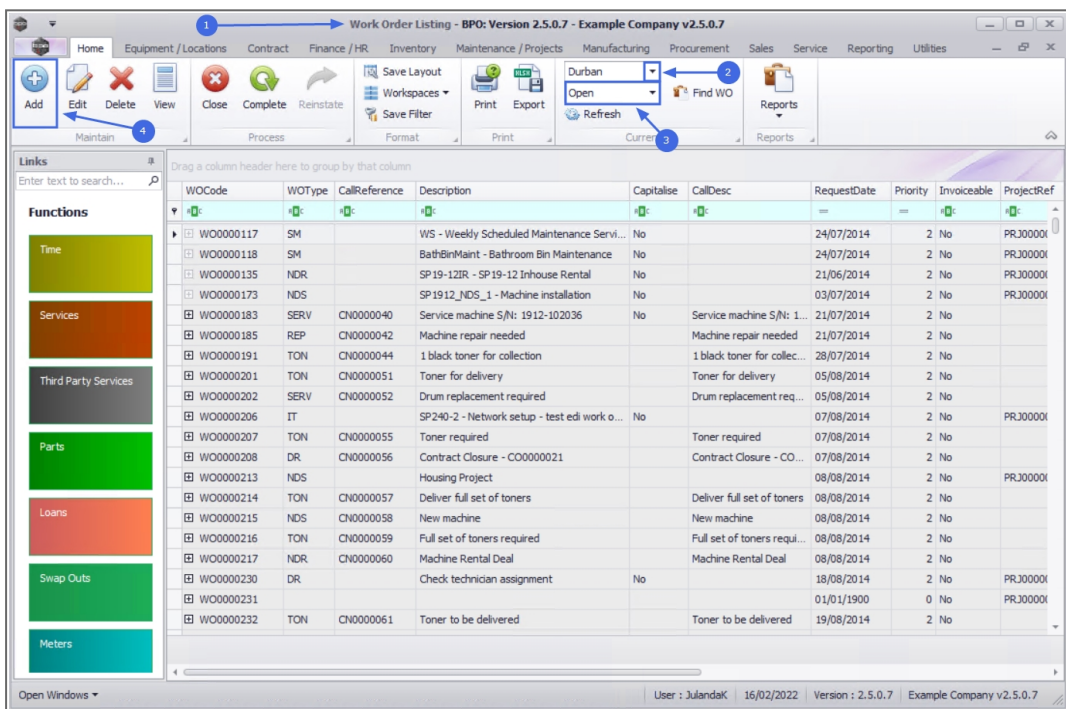 1
Work Order Listing - BPO: Version 2.5.0.7 - Example Company v2.5.0.7
Home Equipment / Locations Contract Finance / HR Inventory Maintenance / Projects Manufacturing Procurement Sales Service Reporting Utilities
Add Edit Delete View
Maintain
4
Close Complete Reinstate
Process
Save Layout
Workspaces
Save Filter
Format
Print Export
Print
Durban
2
Open
Find WO
Refresh
3
Reports
Reports
Links
Enter text to search...
Functions
Time
Services
Third Party Services
Parts
Loans
Swap Outs
Meters
Drag a column header here to group by that column
WOCode WOType CallReference Description Capitalise CallDesc RequestDate Priority Invoiceable ProjectRef
WO0000117 SM WS - Weekly Scheduled Maintenance Servi... No 24/07/2014 2 No PRJ00000
WO0000118 SM BathBinMaint - Bathroom Bin Maintenance No 24/07/2014 2 No PRJ00000
WO0000135 NDR SP19-12IR - SP19-12 Inhouse Rental No 21/06/2014 2 No PRJ00000
WO0000173 NDS SP1912_NDS_1 - Machine installation No 03/07/2014 2 No PRJ00000
WO0000183 SERV CN0000040 Service machine S/N: 1912-102036 No Service machine S/N: 1... 21/07/2014 2 No
WO0000185 REP CN0000042 Machine repair needed Machine repair needed 21/07/2014 2 No
WO0000191 TON CN0000044 1 black toner for collection 1 black toner for collec... 28/07/2014 2 No
WO0000201 TON CN0000051 Toner for delivery Toner for delivery 05/08/2014 2 No
WO0000202 SERV CN0000052 Drum replacement required Drum replacement req... 05/08/2014 2 No
WO0000206 IT SP240-2 - Network setup - test edi work o... No 07/08/2014 2 No PRJ00000
WO0000207 TON CN0000055 Toner required Toner required 07/08/2014 2 No
WO0000208 DR CN0000056 Contract Closure - CO0000021 Contract Closure - CO... 07/08/2014 2 No
WO0000213 NDS Housing Project 08/08/2014 2 No PRJ00000
WO0000214 TON CN0000057 Deliver full set of toners Deliver full set of toners 08/08/2014 2 No
WO0000215 NDS CN0000058 New machine New machine 08/08/2014 2 No
WO0000216 TON CN0000059 Full set of toners required Full set of toners requi... 08/08/2014 2 No
WO0000217 NDR CN0000060 Machine Rental Deal Machine Rental Deal 08/08/2014 2 No
WO0000230 DR Check technician assignment No 18/08/2014 2 No PRJ00000
WO0000231 01/01/1900 0 No PRJ00000
WO0000232 TON CN0000061 Toner to be delivered Toner to be delivered 19/08/2014 2 No
Open Windows User : JulandaK 16/02/2022 Version : 2.5.0.7 Example Company v2.5.0.7